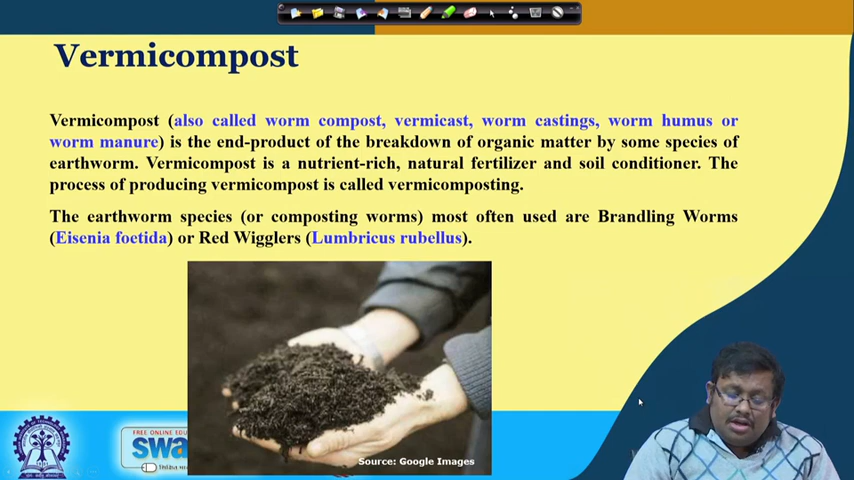 Vermicompost
Vermicompost (also called worm compost, vermicast, worm castings, worm humus or
worm manure) is the end-product of the breakdown of organic matter by some species of
earthworm. Vermicompost is a nutrient-rich, natural fertilizer and soil conditioner. The
process of producing vermicompost is called vermicomposting.
The earthworm species (or composting worms) most often used are Brandling Worms
(Eisenia foetida) or Red Wigglers (Lumbricus rubellus).
FREE ONLINE EDU
swa
Source: Google Images